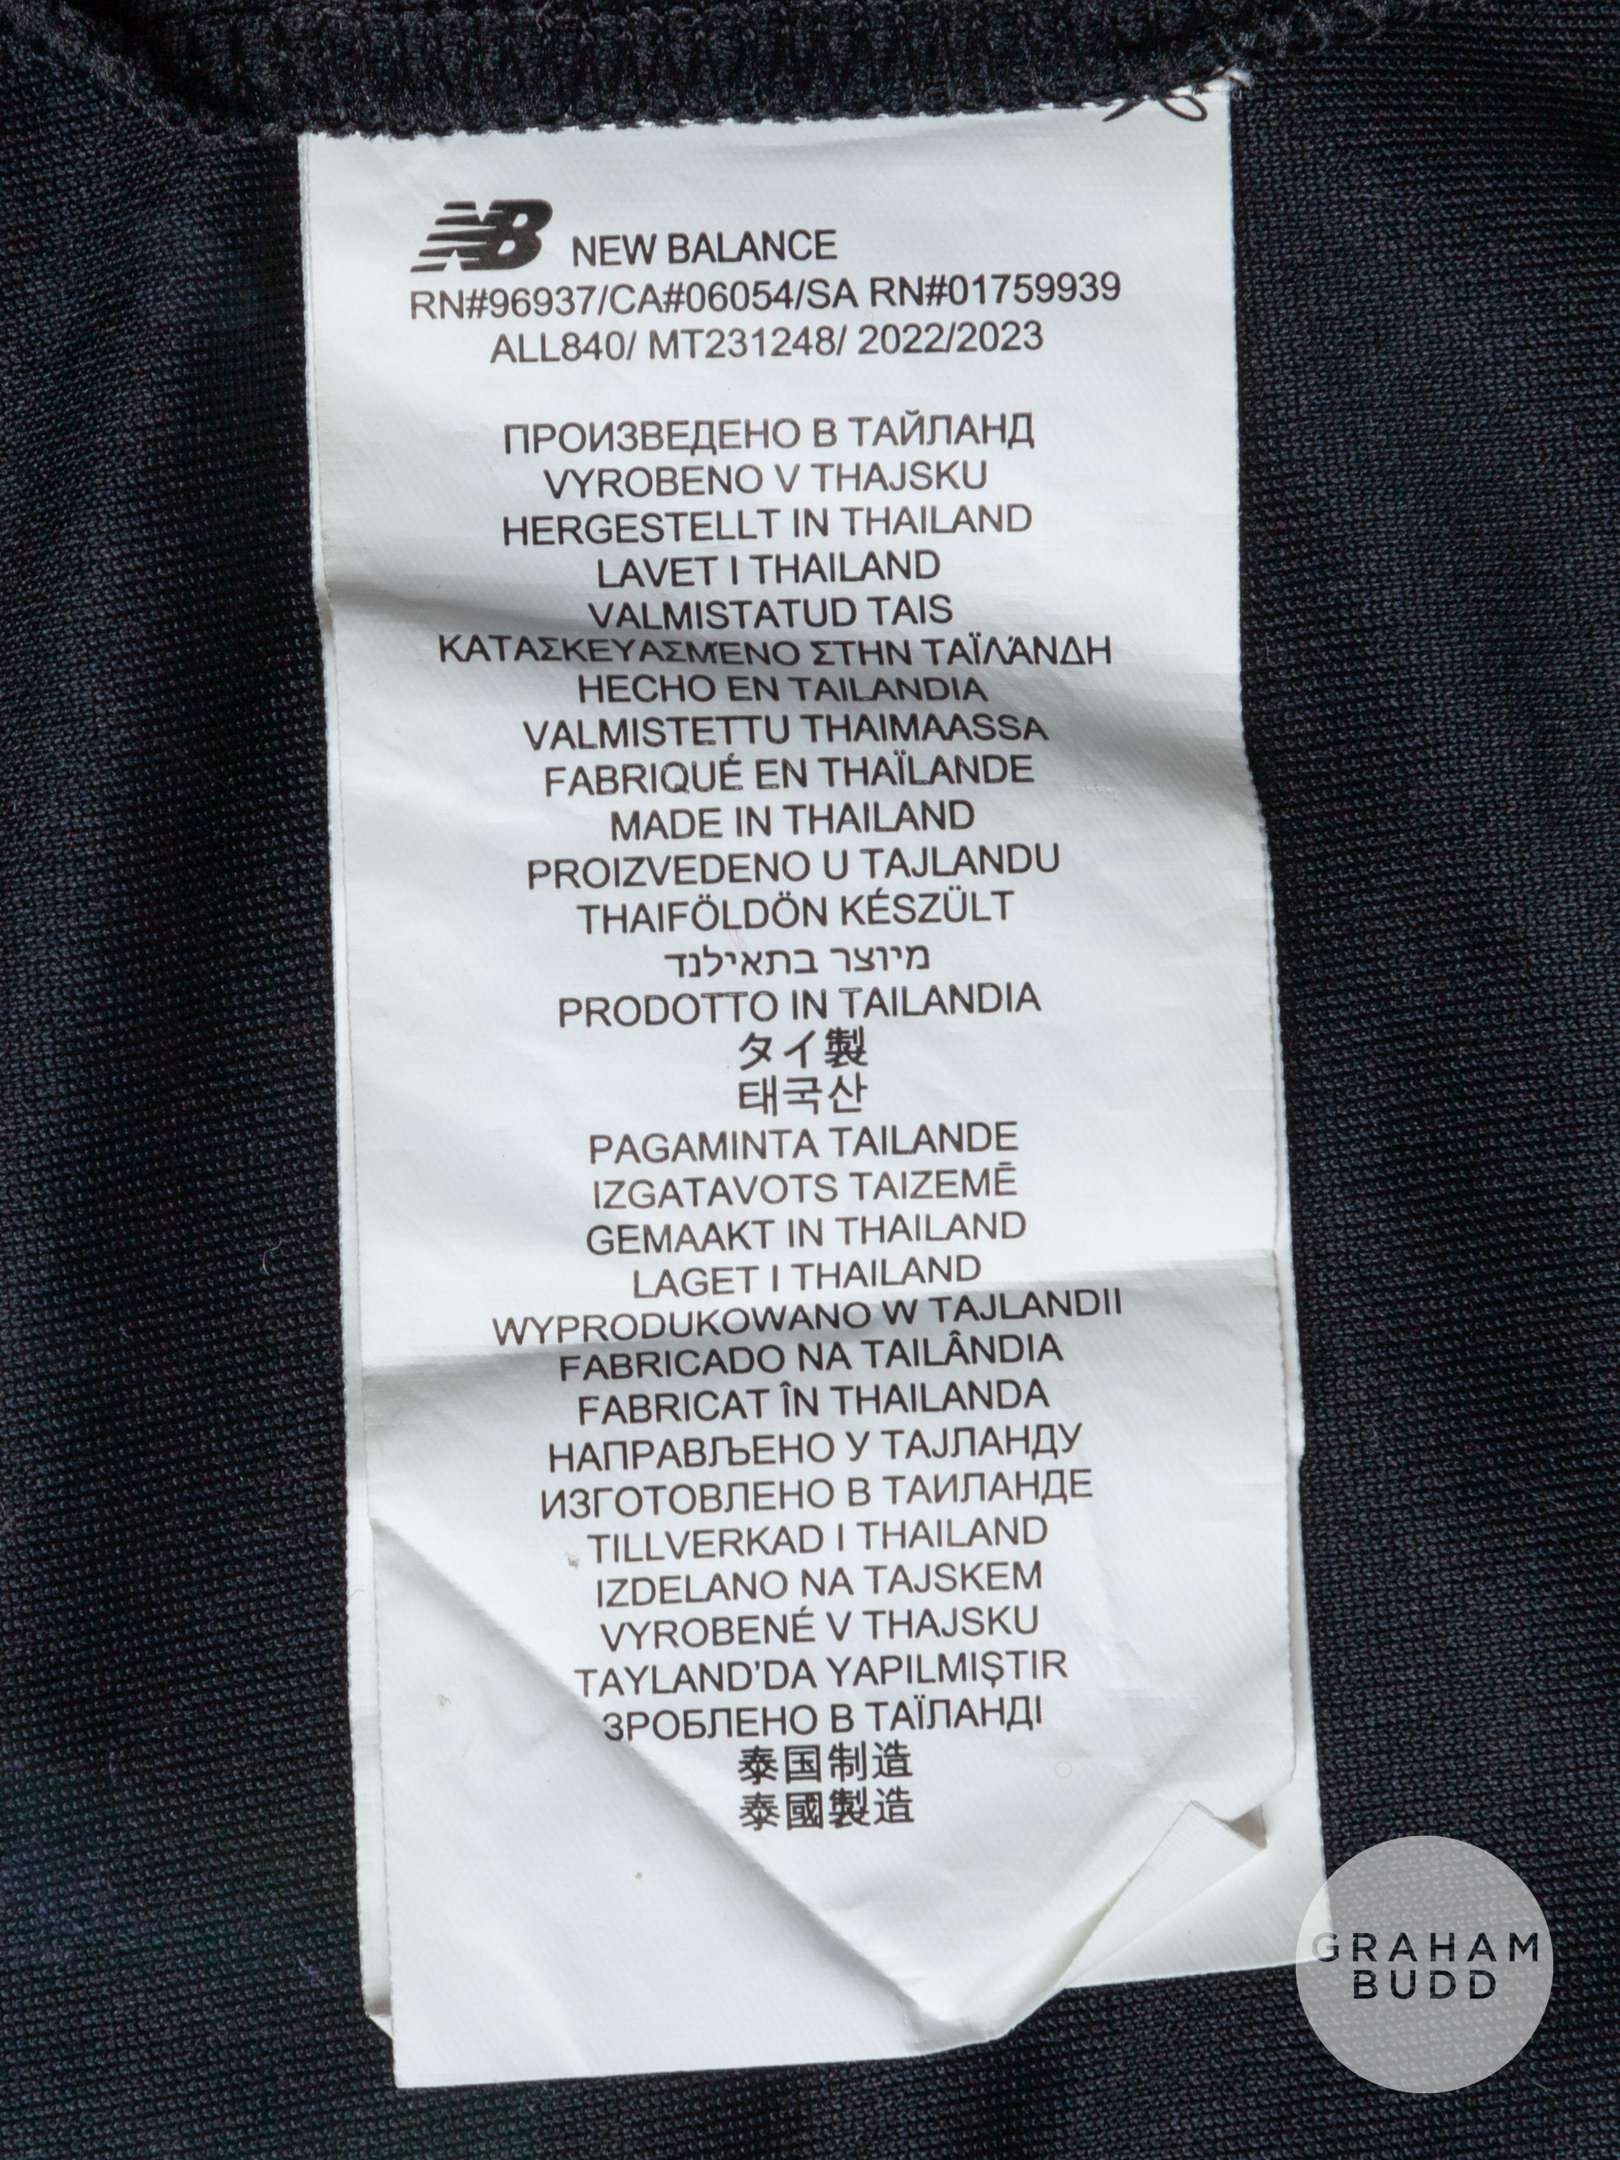 NB NEW BALANCE
RN#96937/CA#06054/SA RN#01759939
ALL840/ MT231248/ 2022/2023
ПРОИЗВЕДЕНО В ТАЙЛАНД
VYROBENO V THAJSKU
HERGESTELLT IN THAILAND
LAVET I THAILAND
VALMISTATUD TAIS
ΚΑΤΑΣΚΕΥΑΣΜΈΝΟ ΣΤΗΝ ΤΑΪΛΆΝΔΗ
HECHO EN TAILANDIA
VALMISTETTU THAIMAASSA
FABRIQUÉ EN THAÏLANDE
MADE IN THAILAND
PROIZVEDENO U TAJLANDU
THAIFÖLDÖN KÉSZÜLT
מיוצר בתאילנד
PRODOTTO IN TAILANDIA
タイ製
태국산
PAGAMINTA TAILANDE
IZGATAVOTS TAIZEMĒ
GEMAAKT IN THAILAND
LAGET I THAILAND
WYPRODUKOWANO W TAJLANDII
FABRICADO NA TAILÂNDIA
FABRICAT ÎN THAILANDA
НАПРАВЉЕНО У ТАЈЛАНДУ
ИЗГОТОВЛЕНО В ТАИЛАНДЕ
TILLVERKAD I THAILAND
IZDELANO NA TAJSKEM
VYROBENÉ V THAJSKU
TAYLAND'DA YAPILMIŞTIR
ЗРОБЛЕНО В ТАЇЛАНДІ
泰国制造
泰國製造
GRAHAM
BUDD